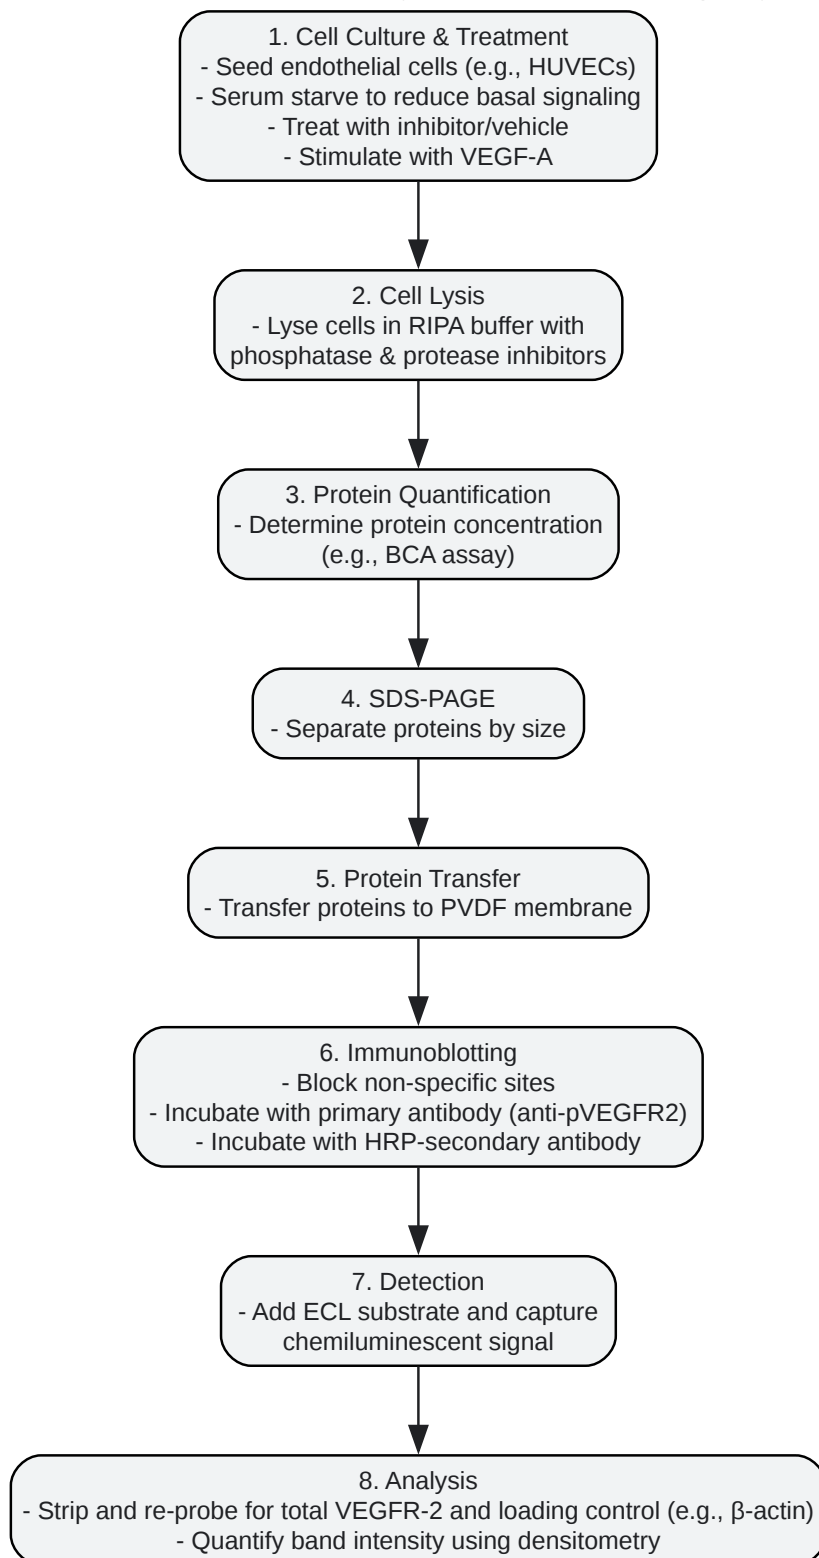 1. Cell Culture & Treatment
- Seed endothelial cells (e.g., HUVECs)
- Serum starve to reduce basal signaling
- Treat with inhibitor/vehicle
- Stimulate with VEGF-A
2. Cell Lysis
- Lyse cells in RIPA buffer with
phosphatase & protease inhibitors
3. Protein Quantification
- Determine protein concentration
(e.g., BCA assay)
4. SDS-PAGE
- Separate proteins by size
5. Protein Transfer
- Transfer proteins to PVDF membrane
6. Immunoblotting
- Block non-specific sites
- Incubate with primary antibody (anti-pVEGFR2)
- Incubate with HRP-secondary antibody
7. Detection
- Add ECL substrate and capture
chemiluminescent signal
8. Analysis
- Strip and re-probe for total VEGFR-2 and loading control (e.g., β-actin)
- Quantify band intensity using densitometry